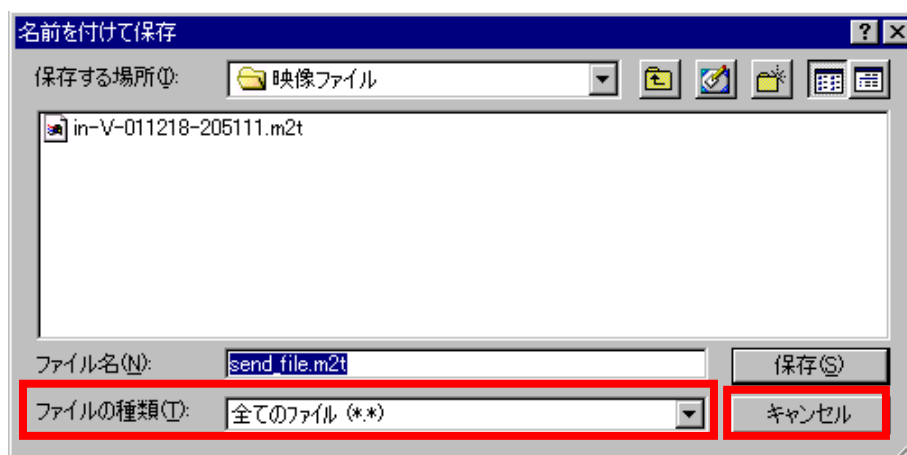 名前を付けて保存
保存する場所(I):
映像ファイル
in-V-011218-205111.m2t
ファイル名(N):
send_file.m2t
保存(S)
ファイルの種類(T):
全てのファイル (*.*)
キャンセル